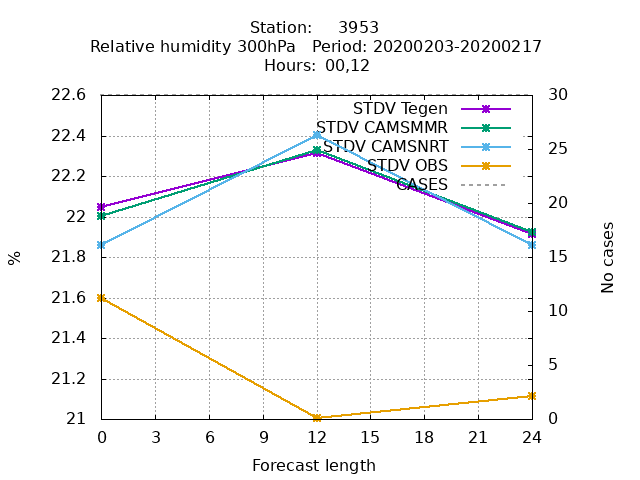 Station: 3953
Relative humidity 300hPa Period: 20200203-20200217
Hours: 00,12
22.6
22.4
22.2
22
21.8
21.6
21.4
21.2
21
%
STDV Tegen
STDV CAMSMMR
STDV CAMSNRT
STDV OBS
CASES
30
25
20
15
10
5
0
No cases
0 3 6 9 12 15 18 21 24
Forecast length